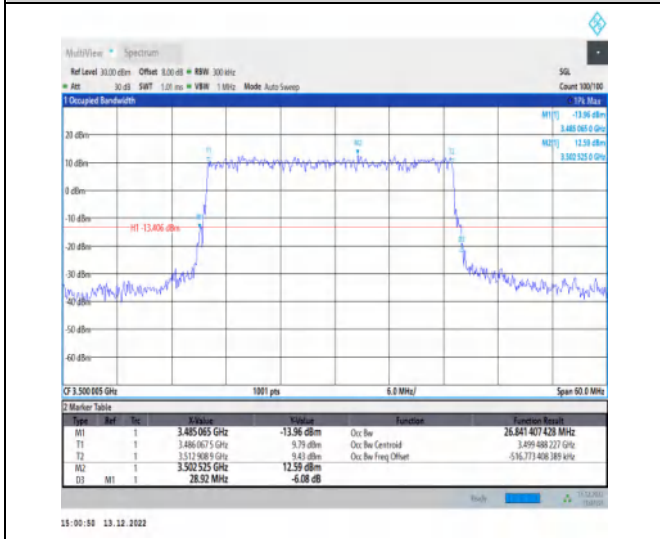 MultiView Spectrum
Ref Level 30.00 dBm Offset 8.00 dB RBW 300 kHz SGL
Att 30 dB SWT 1.01 ms VBW 1 MHz Mode Auto Sweep Count 100/100
1 Occupied Bandwidth 1Pk Max
M1[1] -13.96 dBm
3.485 065 0 GHz
20 dBm M2[1] 12.59 dBm
3.502 525 0 GHz
T1 M2 T2
10 dBm
0 dBm
-10 dBm
M1
H1 -13.406 dBm
-20 dBm D3
-30 dBm
-40 dBm
-50 dBm
-60 dBm
CF 3.500 005 GHz 1001 pts 6.0 MHz/ Span 60.0 MHz
2 Marker Table
Type Ref Trc X-Value Y-Value Function Function Result
M1 1 3.485 065 GHz -13.96 dBm Occ Bw 26.841 407 428 MHz
T1 1 3.486 067 5 GHz 9.79 dBm Occ Bw Centroid 3.499 488 227 GHz
T2 1 3.512 908 9 GHz 9.43 dBm Occ Bw Freq Offset -516.773 408 389 kHz
M2 1 3.502 525 GHz 12.59 dBm
D3 M1 1 28.92 MHz -6.08 dB
Ready
15:00:50 13.12.2022